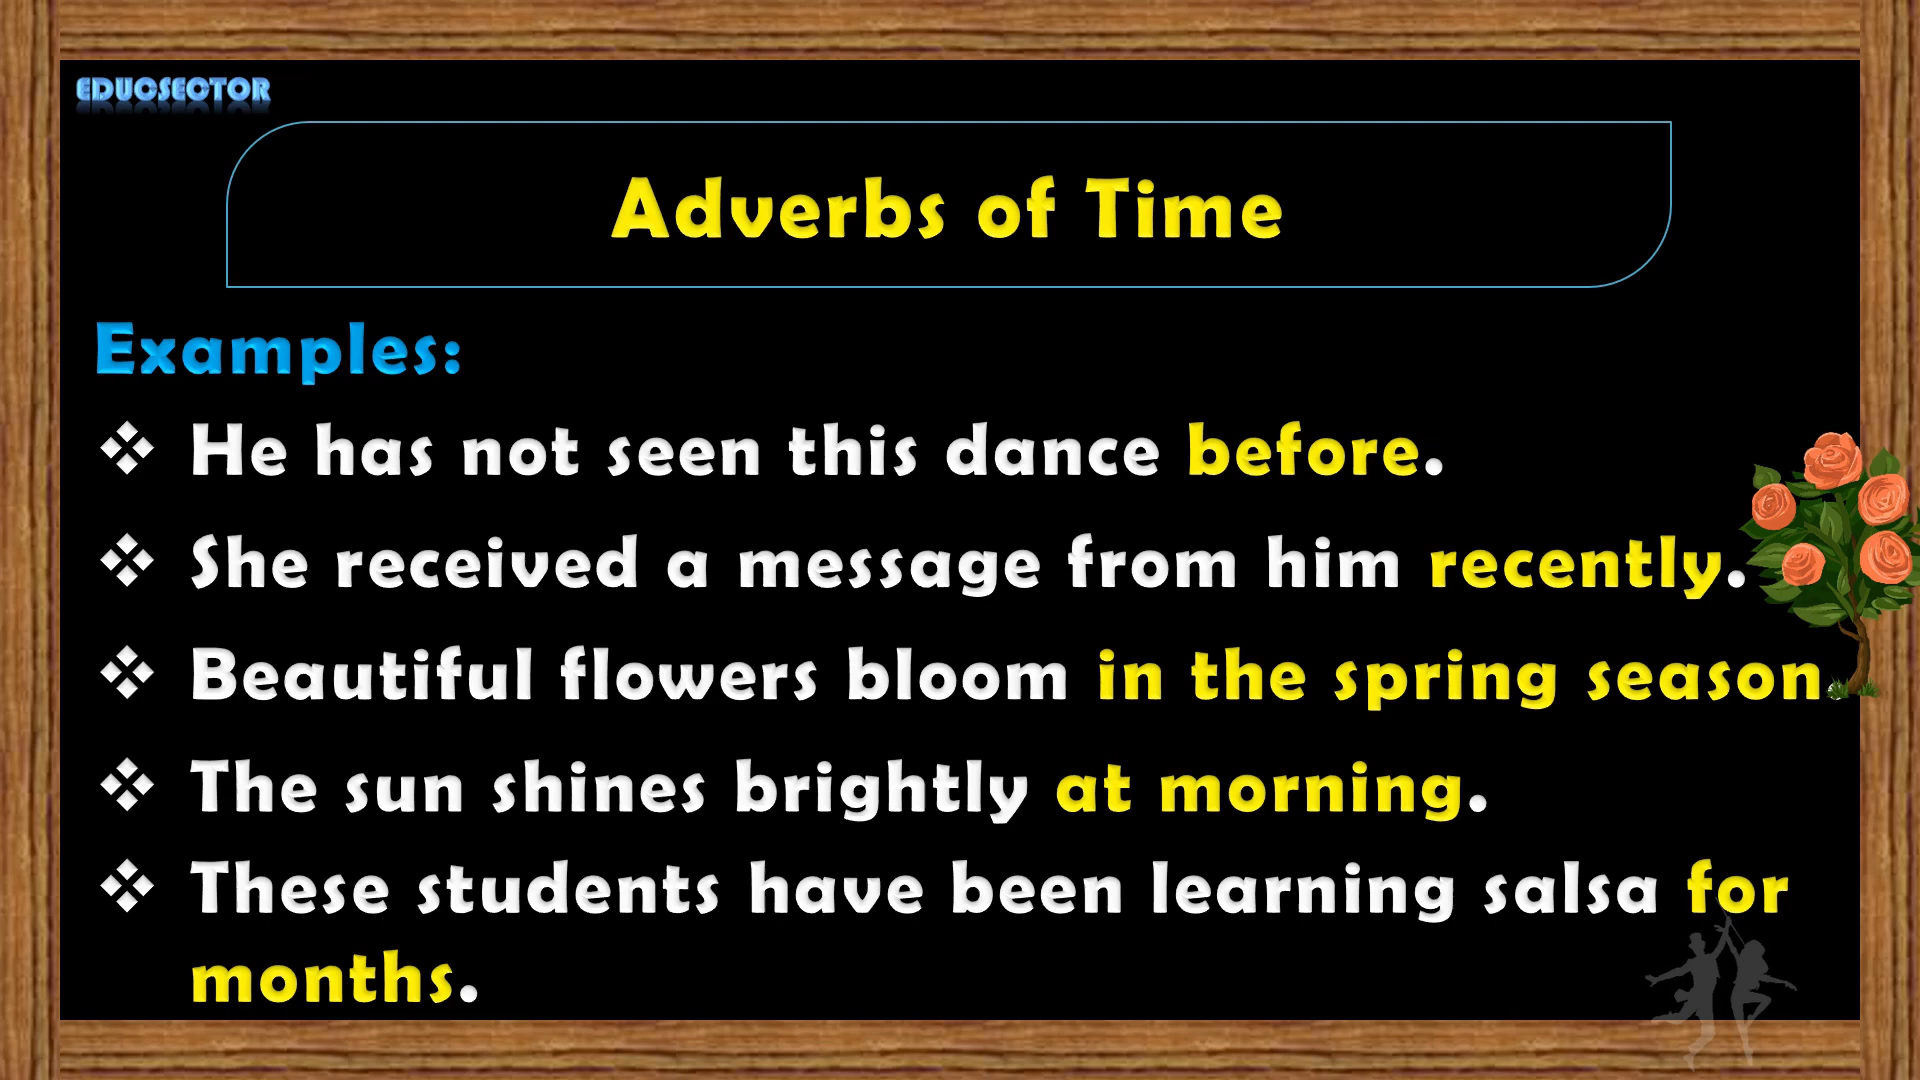 EDUCSECTOR
Adverbs of Time
Examples:
❖ He has not seen this dance before.
❖ She received a message from him recently.
❖ Beautiful flowers bloom in the spring season.
❖ The sun shines brightly at morning.
❖ These students have been learning salsa for
months.